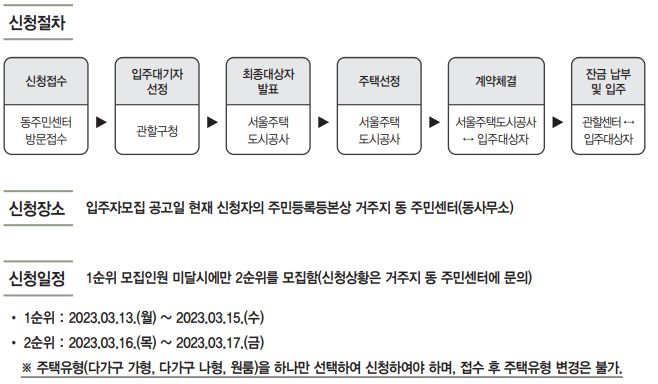 신청절차
신청접수
동주민센터
방문접수
▶
입주대기자
선정
관할구청
▶
최종대상자
발표
서울주택
도시공사
▶
주택선정
서울주택
도시공사
▶
계약체결
서울주택도시공사
↔ 입주대상자
▶
잔금 납부
및 입주
관할센터 ↔
입주대상자
신청장소 입주자모집 공고일 현재 신청자의 주민등록등본상 거주지 동 주민센터(동사무소)
신청일정 1순위 모집인원 미달시에만 2순위를 모집함(신청상황은 거주지 동 주민센터에 문의)
• 1순위 : 2023.03.13.(월) ~ 2023.03.15.(수)
• 2순위 : 2023.03.16.(목) ~ 2023.03.17.(금)
※ 주택유형(다가구 가형, 다가구 나형, 원룸)을 하나만 선택하여 신청하여야 하며, 접수 후 주택유형 변경은 불가.